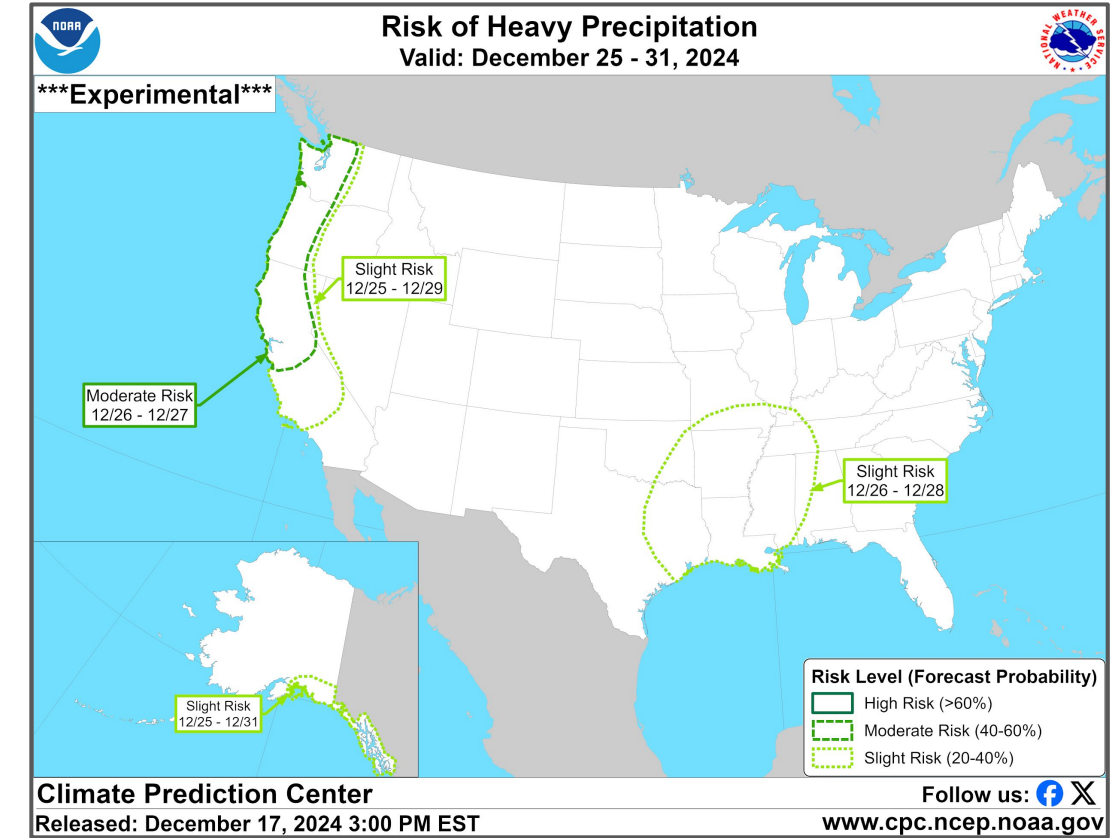 NOAA
Risk of Heavy Precipitation
Valid: December 25 - 31, 2024
NATIONAL WEATHER SERVICE
***Experimental***
Slight Risk
12/25 - 12/29
Moderate Risk
12/26 - 12/27
Slight Risk
12/26 - 12/28
Slight Risk
12/25 - 12/31
Risk Level (Forecast Probability)
High Risk (>60%)
Moderate Risk (40-60%)
Slight Risk (20-40%)
Climate Prediction Center
Follow us:
Released: December 17, 2024 3:00 PM EST
www.cpc.ncep.noaa.gov